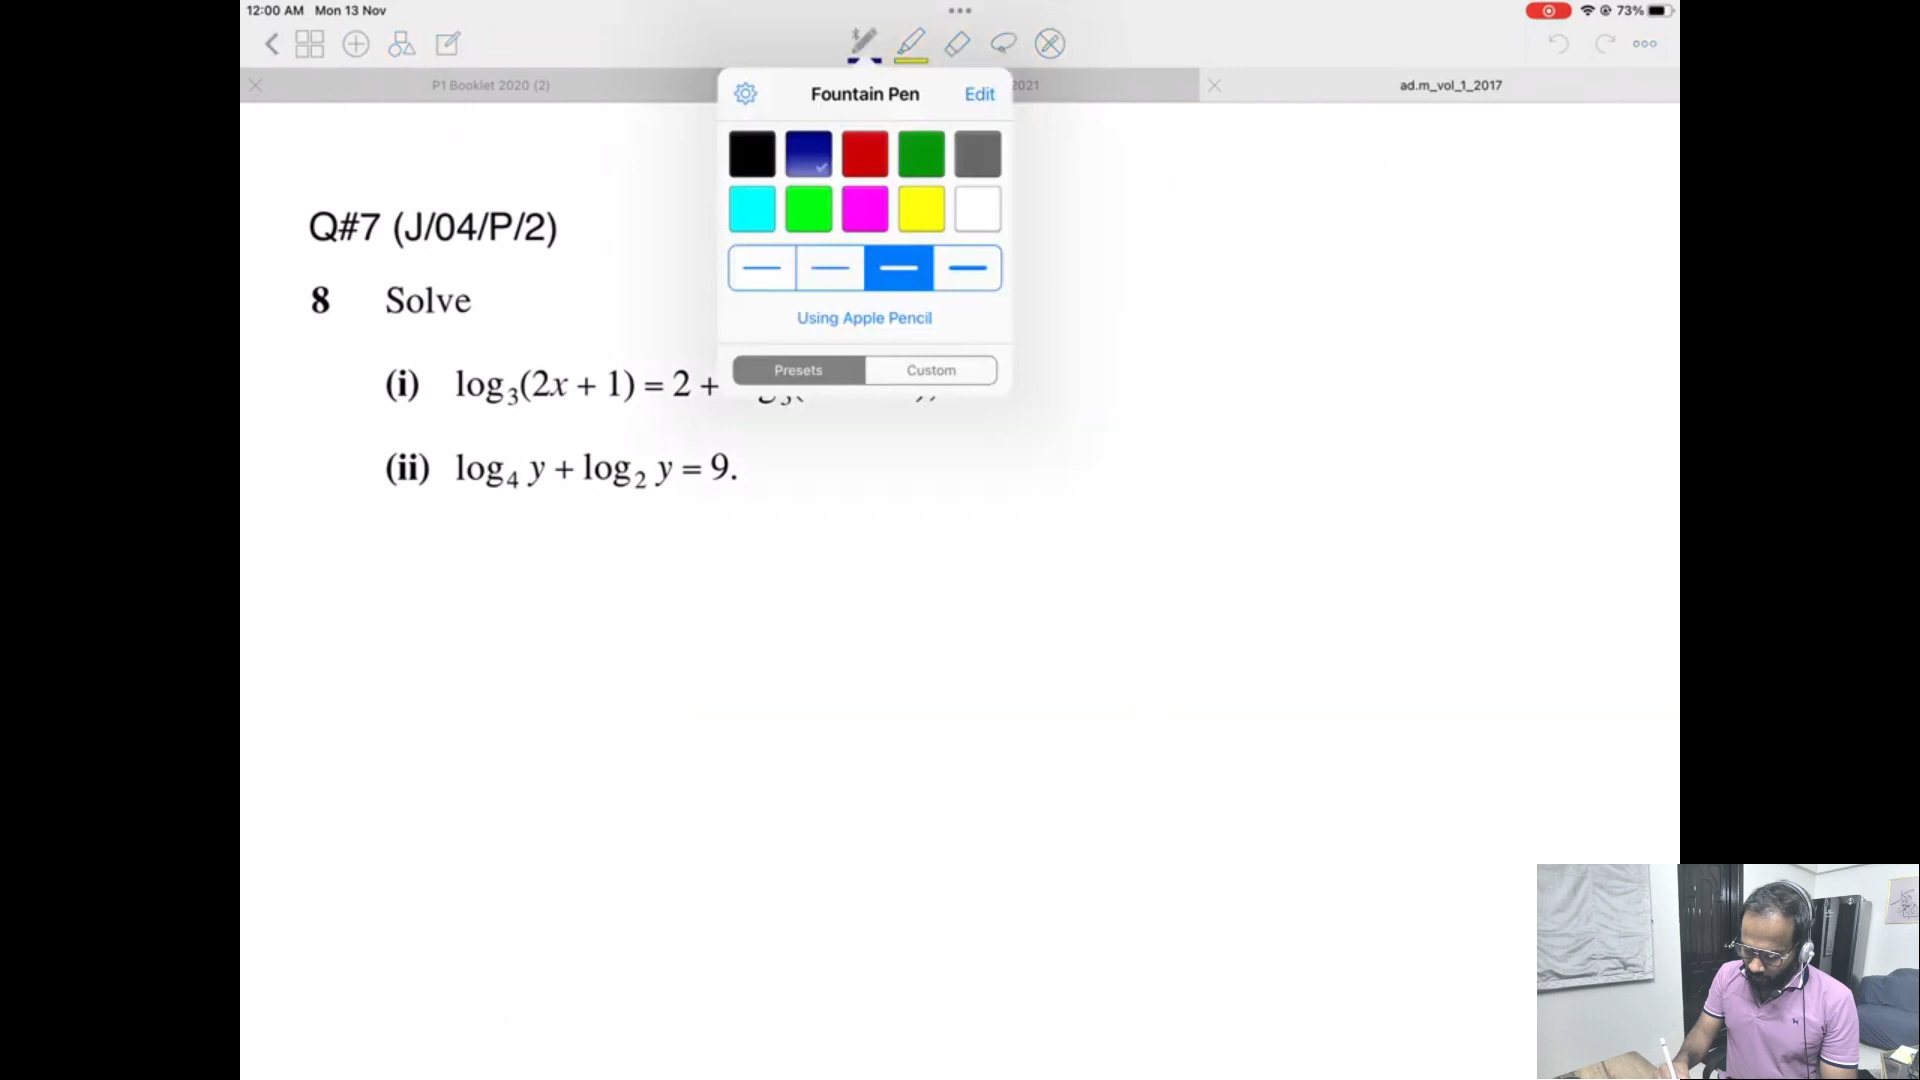 12:00 AM Mon 13 Nov
73%
P1 Booklet 2020 (2)
2021
ad.m_vol_1_2017
Fountain Pen
Edit
Using Apple Pencil
Presets
Custom
Q#7 (J/04/P/2)
8 Solve
(i) log₃(2x + 1) = 2 +
(ii) log₄ y + log₂ y = 9.